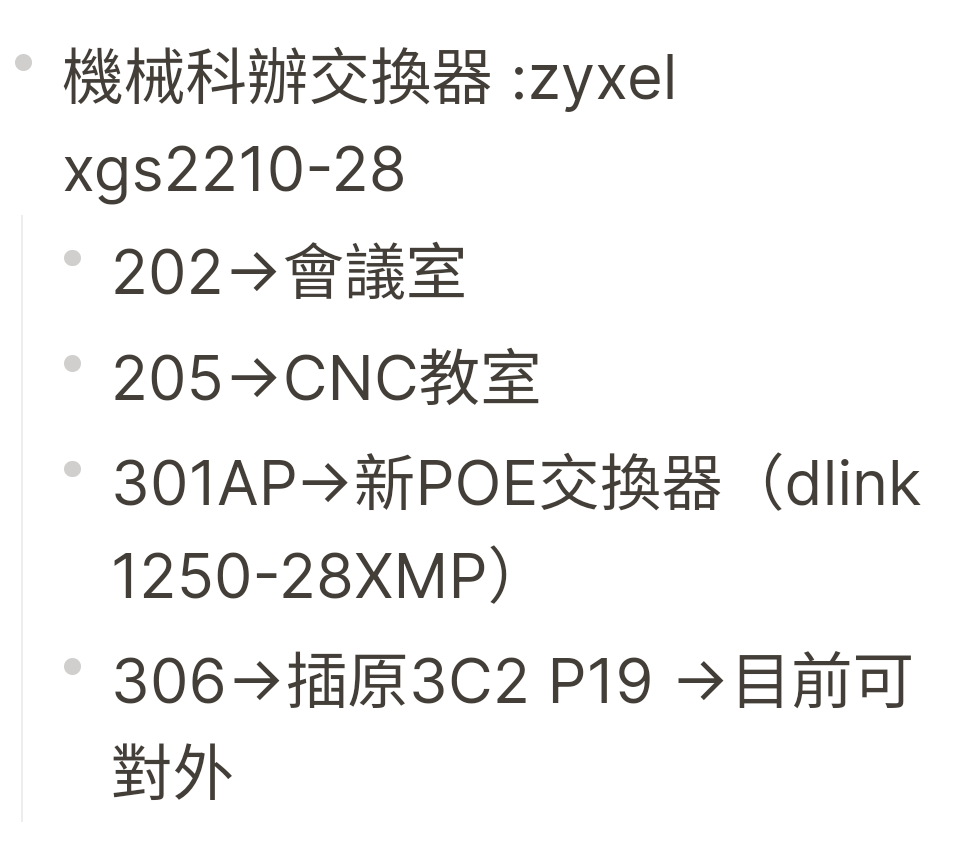 機械科辦交換器 :zyxel
xgs2210-28
202→會議室
205→CNC教室
301AP→新POE交換器（dlink
1250-28XMP）
306→插原3C2 P19 →目前可
對外